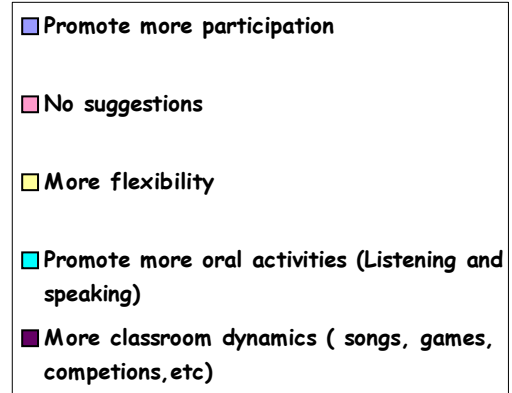 Promote more participation
No suggestions
More flexibility
Promote more oral activities (Listening and
speaking)
More classroom dynamics ( songs, games,
competions,etc)